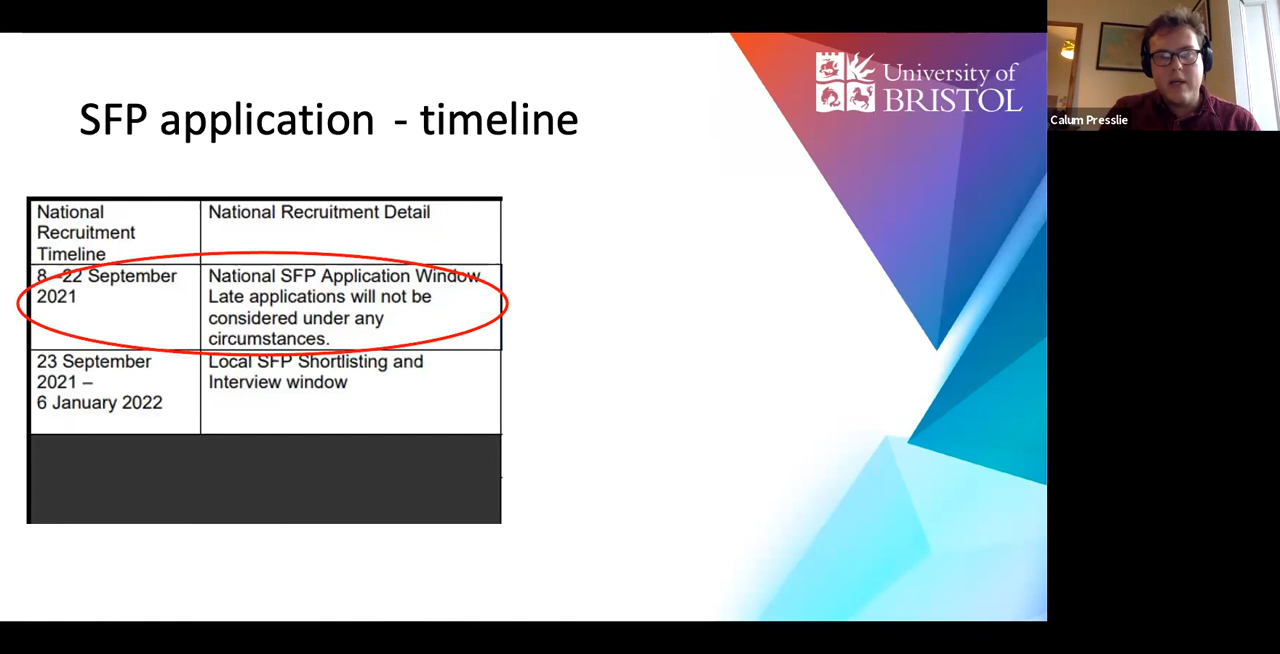 SFP application - timeline
University of
BRISTOL
Calum Presslie
National
Recruitment
Timeline
National Recruitment Detail
8 –22 September
2021
National SFP Application Window
Late applications will not be
considered under any
circumstances.
23 September
2021 –
6 January 2022
Local SFP Shortlisting and
Interview window